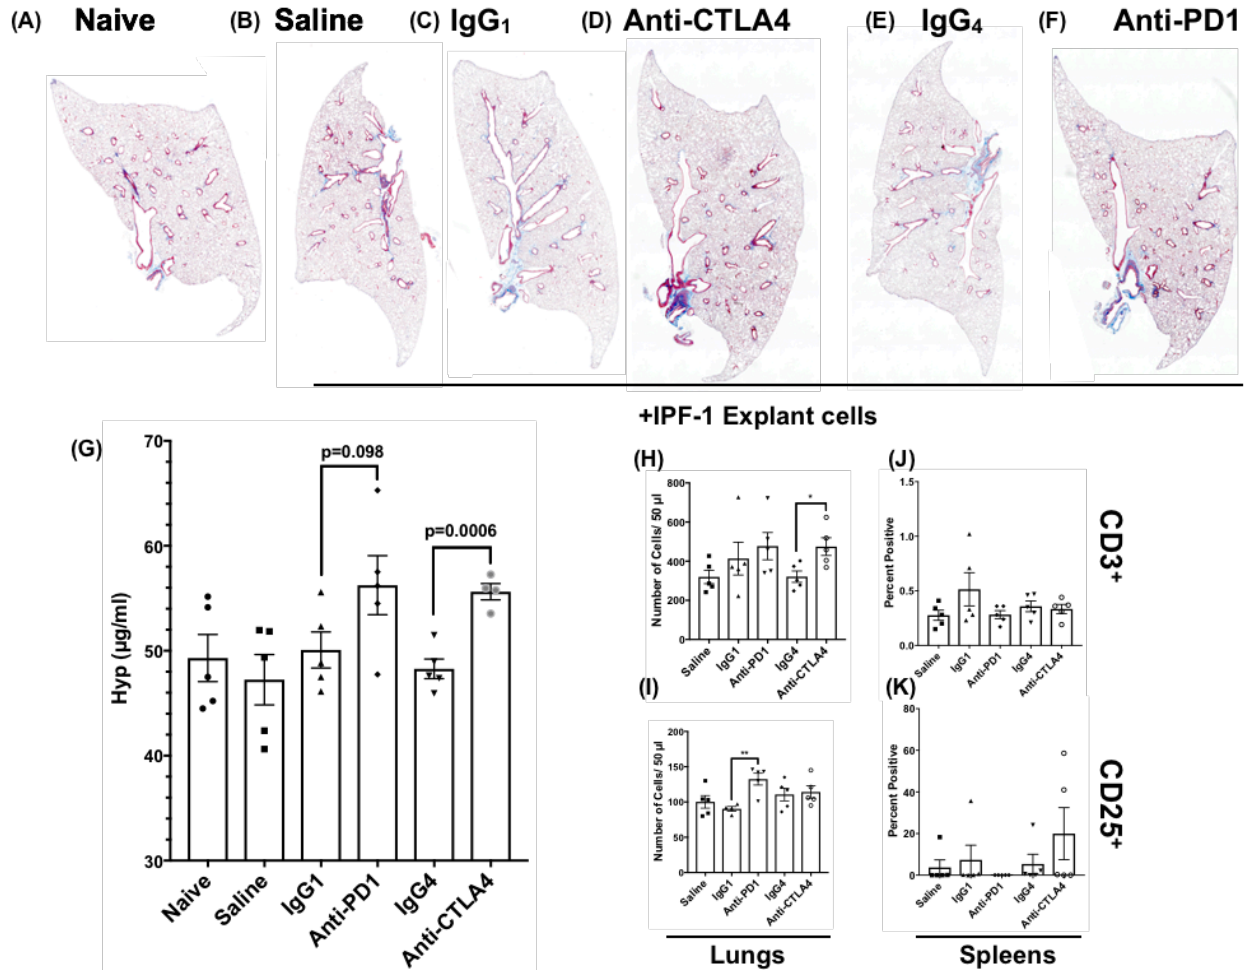 (A) Naive (B) Saline (C) IgG1 (D) Anti-CTLA4 (E) IgG4 (F) Anti-PD1
+IPF-1 Explant cells
(G)
70
60
50
40
30
Hyp (µg/ml)
p=0.098
p=0.0006
Naive Saline IgG1 Anti-PD1 IgG4 Anti-CTLA4
(H)
800
600
400
200
0
Number of Cells/ 50 µl
*
Saline IgG1 Anti-PD1 IgG4 Anti-CTLA4
(J)
1.5
1.0
0.5
0.0
Percent Positive
Saline IgG1 Anti-PD1 IgG4 Anti-CTLA4
CD3+
(I)
200
150
100
50
0
Number of Cells/ 50 µl
**
Saline IgG1 Anti-PD1 IgG4 Anti-CTLA4
(K)
80
60
40
20
0
Percent Positive
Saline IgG1 Anti-PD1 IgG4 Anti-CTLA4
CD25+
Lungs Spleens